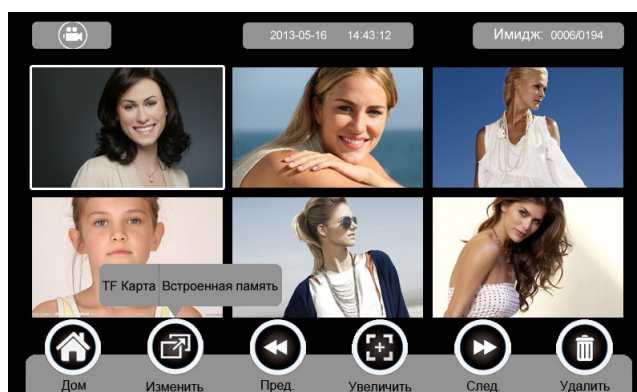 2013-05-16 14:43:12
Имидж: 0006/0194
TF Карта Встроенная память
Дом Изменить Пред. Увеличить След. Удалить